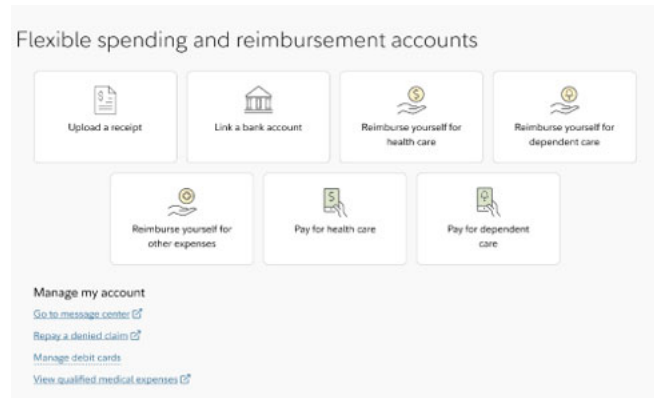 Flexible spending and reimbursement accounts
Upload a receipt
Link a bank account
Reimburse yourself for
health care
Reimburse yourself for
dependent care
Reimburse yourself for
other expenses
Pay for health care
Pay for dependent
care
Manage my account
Go to message center
Repay a denied claim
Manage debit cards
View qualified medical expenses